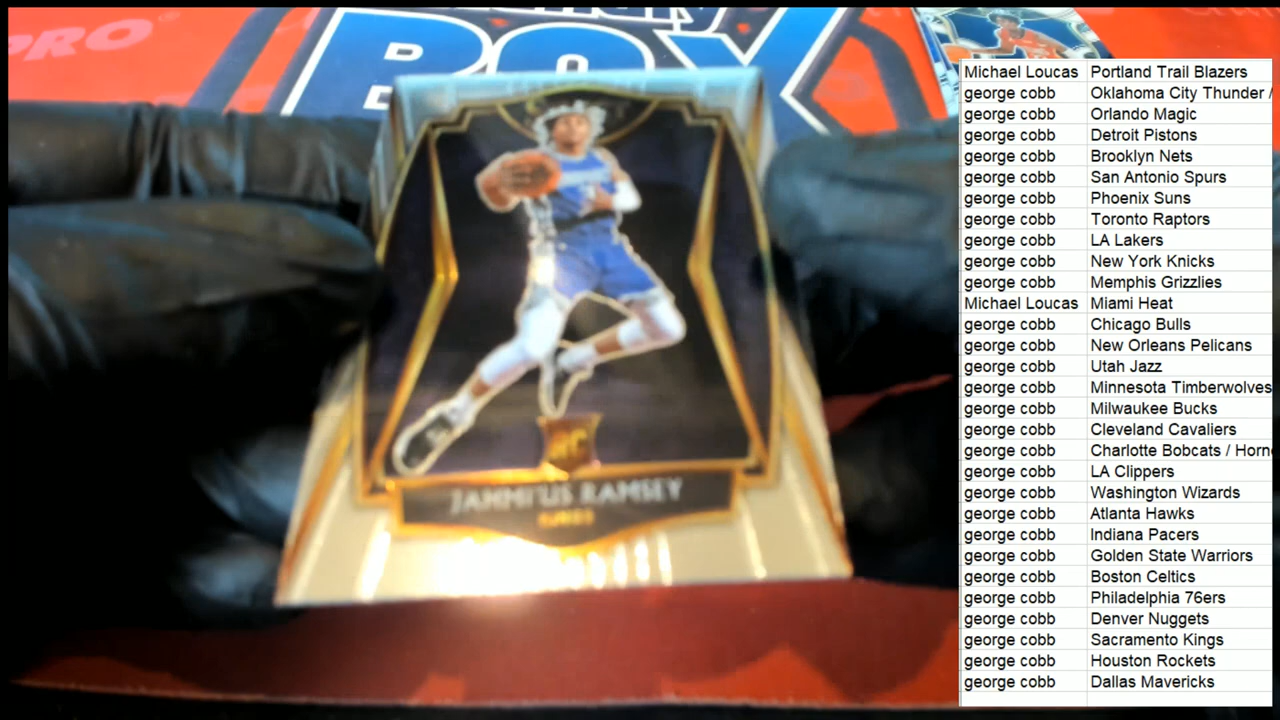 PRO
BOX
JAHMI'US RAMSEY
KINGS
RC
Michael Loucas Portland Trail Blazers
george cobb Oklahoma City Thunder /
george cobb Orlando Magic
george cobb Detroit Pistons
george cobb Brooklyn Nets
george cobb San Antonio Spurs
george cobb Phoenix Suns
george cobb Toronto Raptors
george cobb LA Lakers
george cobb New York Knicks
george cobb Memphis Grizzlies
Michael Loucas Miami Heat
george cobb Chicago Bulls
george cobb New Orleans Pelicans
george cobb Utah Jazz
george cobb Minnesota Timberwolves
george cobb Milwaukee Bucks
george cobb Cleveland Cavaliers
george cobb Charlotte Bobcats / Horn
george cobb LA Clippers
george cobb Washington Wizards
george cobb Atlanta Hawks
george cobb Indiana Pacers
george cobb Golden State Warriors
george cobb Boston Celtics
george cobb Philadelphia 76ers
george cobb Denver Nuggets
george cobb Sacramento Kings
george cobb Houston Rockets
george cobb Dallas Mavericks